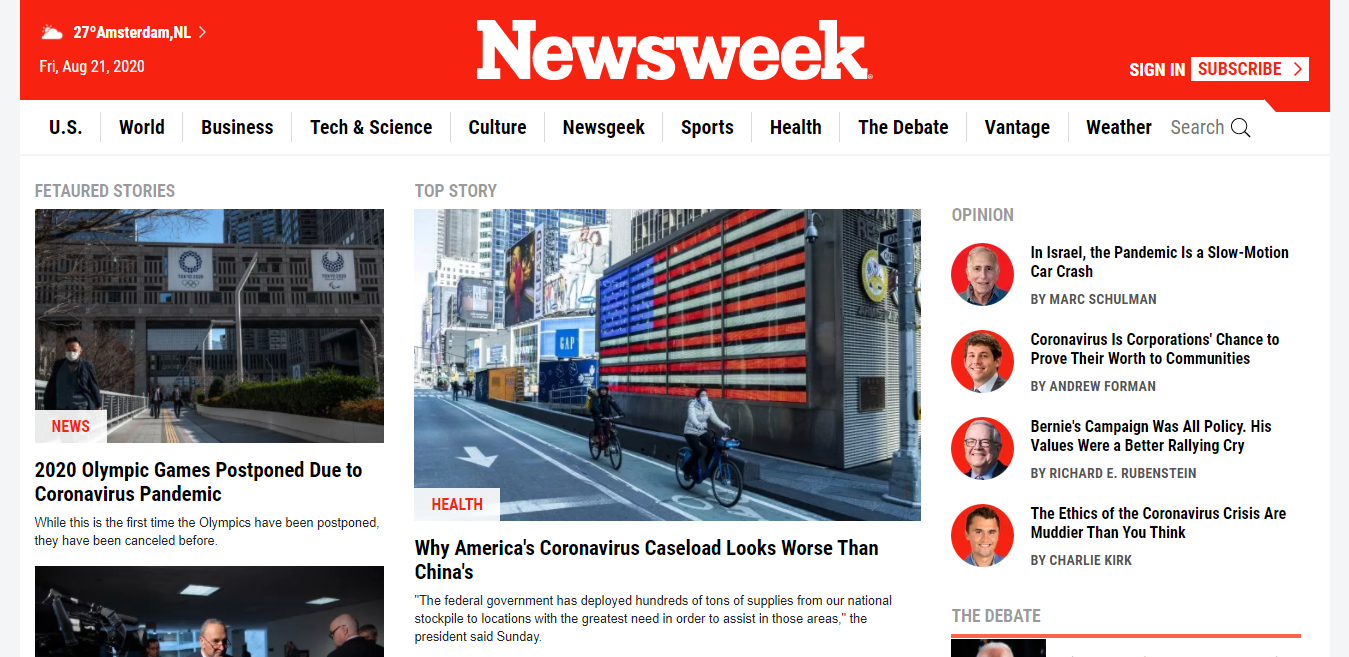 27°Amsterdam,NL
Fri, Aug 21, 2020
Newsweek
SIGN IN
SUBSCRIBE
U.S.
World
Business
Tech & Science
Culture
Newsgeek
Sports
Health
The Debate
Vantage
Weather
Search
FETAURED STORIES
TOKYO 2020
TOKYO 2020
NEWS
2020 Olympic Games Postponed Due to
Coronavirus Pandemic
While this is the first time the Olympics have been postponed,
they have been canceled before.
TOP STORY
GAP
HEALTH
Why America's Coronavirus Caseload Looks Worse Than
China's
"The federal government has deployed hundreds of tons of supplies from our national
stockpile to locations with the greatest need in order to assist in those areas," the
president said Sunday.
OPINION
In Israel, the Pandemic Is a Slow-Motion
Car Crash
BY MARC SCHULMAN
Coronavirus Is Corporations' Chance to
Prove Their Worth to Communities
BY ANDREW FORMAN
Bernie's Campaign Was All Policy. His
Values Were a Better Rallying Cry
BY RICHARD E. RUBENSTEIN
The Ethics of the Coronavirus Crisis Are
Muddier Than You Think
BY CHARLIE KIRK
THE DEBATE